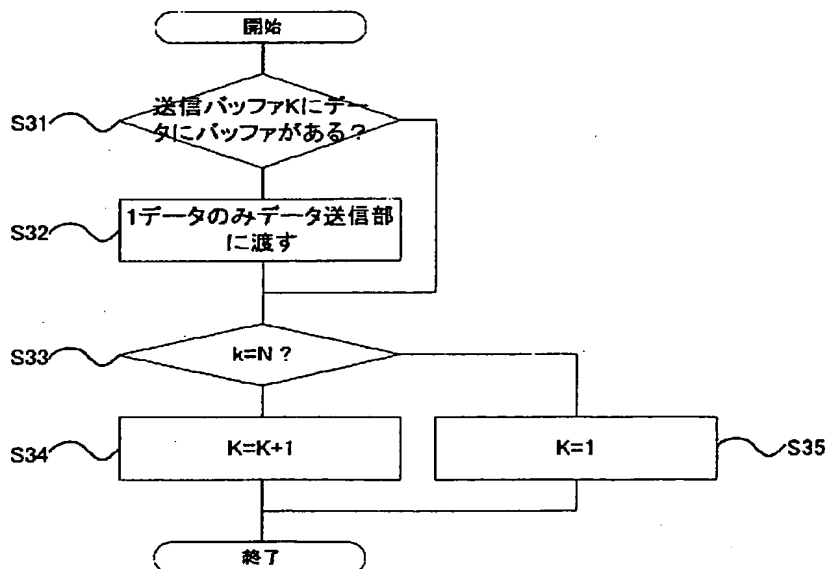 開始
S31
送信バッファKにデー
タにバッファがある？
S32
1データのみデータ送信部
に渡す
S33
k=N ?
S34
K=K+1
K=1
S35
終了